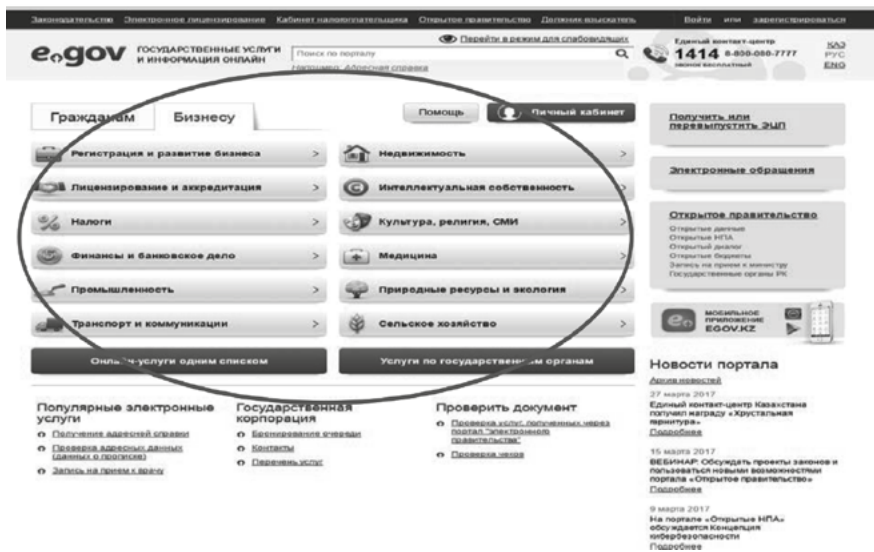 Законодательство Электронное лицензирование Кабинет налогоплательщика Открытое правительство Должник-взыскатель Войти или зарегистрироваться
Перейти в режим для слабовидящих
egov
ГОСУДАРСТВЕННЫЕ УСЛУГИ
И ИНФОРМАЦИЯ ОНЛАЙН
Поиск по порталу
Например: Адресная справка
Единый контакт-центр
1414 8-800-080-7777
звонок бесплатный
ҚАЗ
РУС
ENG
Гражданам Бизнесу
Помощь Личный кабинет
Регистрация и развитие бизнеса >
Недвижимость >
Лицензирование и аккредитация >
Интеллектуальная собственность >
Налоги >
Культура, религия, СМИ >
Финансы и банковское дело >
Медицина >
Промышленность >
Природные ресурсы и экология >
Транспорт и коммуникации >
Сельское хозяйство >
Онлайн-услуги одним списком
Услуги по государственным органам
Популярные электронные
услуги
Получение адресной справки
Проверка адресных данных
(данных о прописке)
Запись на прием к врачу
Государственная
корпорация
Бронирование очереди
Контакты
Перечень услуг
Проверить документ
Проверка услуг, полученных через
портал "электронного
правительства"
Проверка чеков
Получить или
перевыпустить ЭЦП
Электронные обращения
Открытое правительство
Открытые данные
Открытые НПА
Открытый диалог
Открытые бюджеты
Запись на прием к министру
Государственные органы РК
МОБИЛЬНОЕ
ПРИЛОЖЕНИЕ
EGOV.KZ
Новости портала
Архив новостей
27 марта 2017
Единый контакт-центр Казахстана
получил награду «Хрустальная
гарнитура»
Подробнее
15 марта 2017
ВЕБИНАР: Обсуждать проекты законов и
пользоваться новыми возможностями
портала «Открытое правительство»
Подробнее
9 марта 2017
На портале «Открытые НПА»
обсуждается Концепция
кибербезопасности
Подробнее